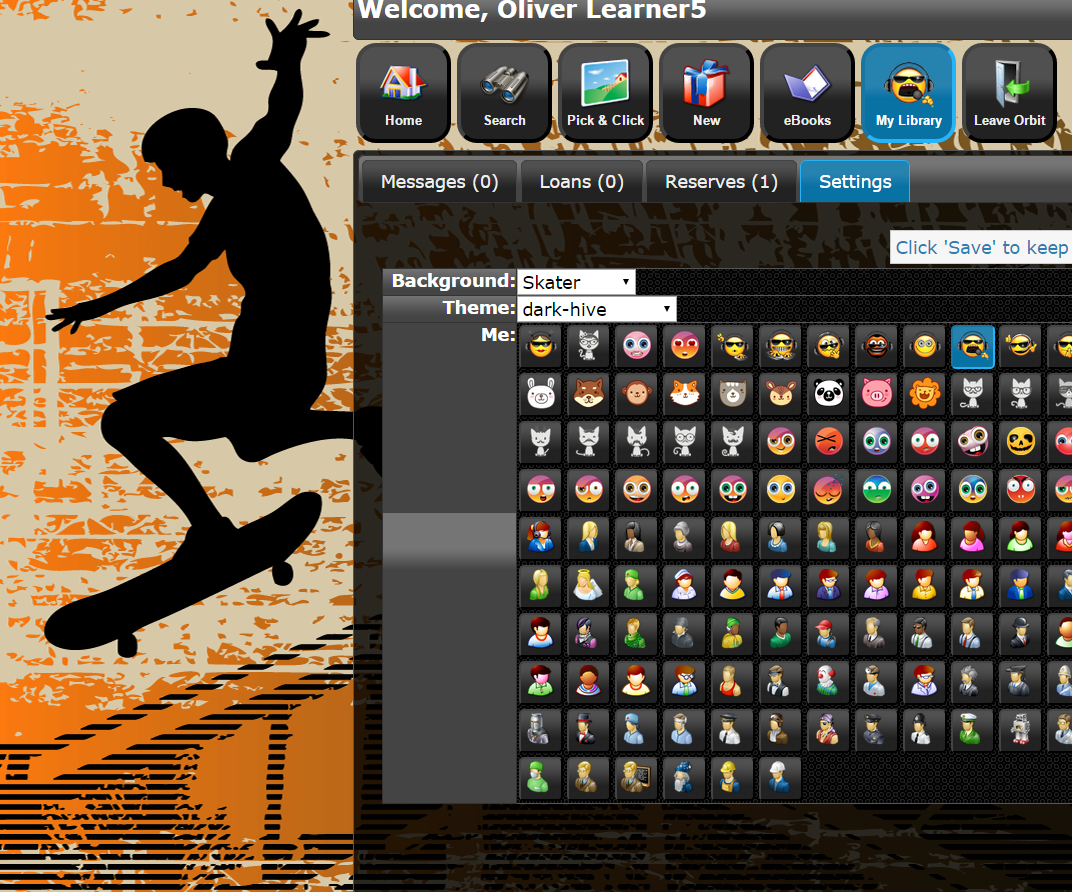 Welcome, Oliver Learner5
Home
Search
Pick & Click
New
eBooks
My Library
Leave Orbit
Messages (0)
Loans (0)
Reserves (1)
Settings
Click 'Save' to keep
Background: Skater
Theme: dark-hive
Me: